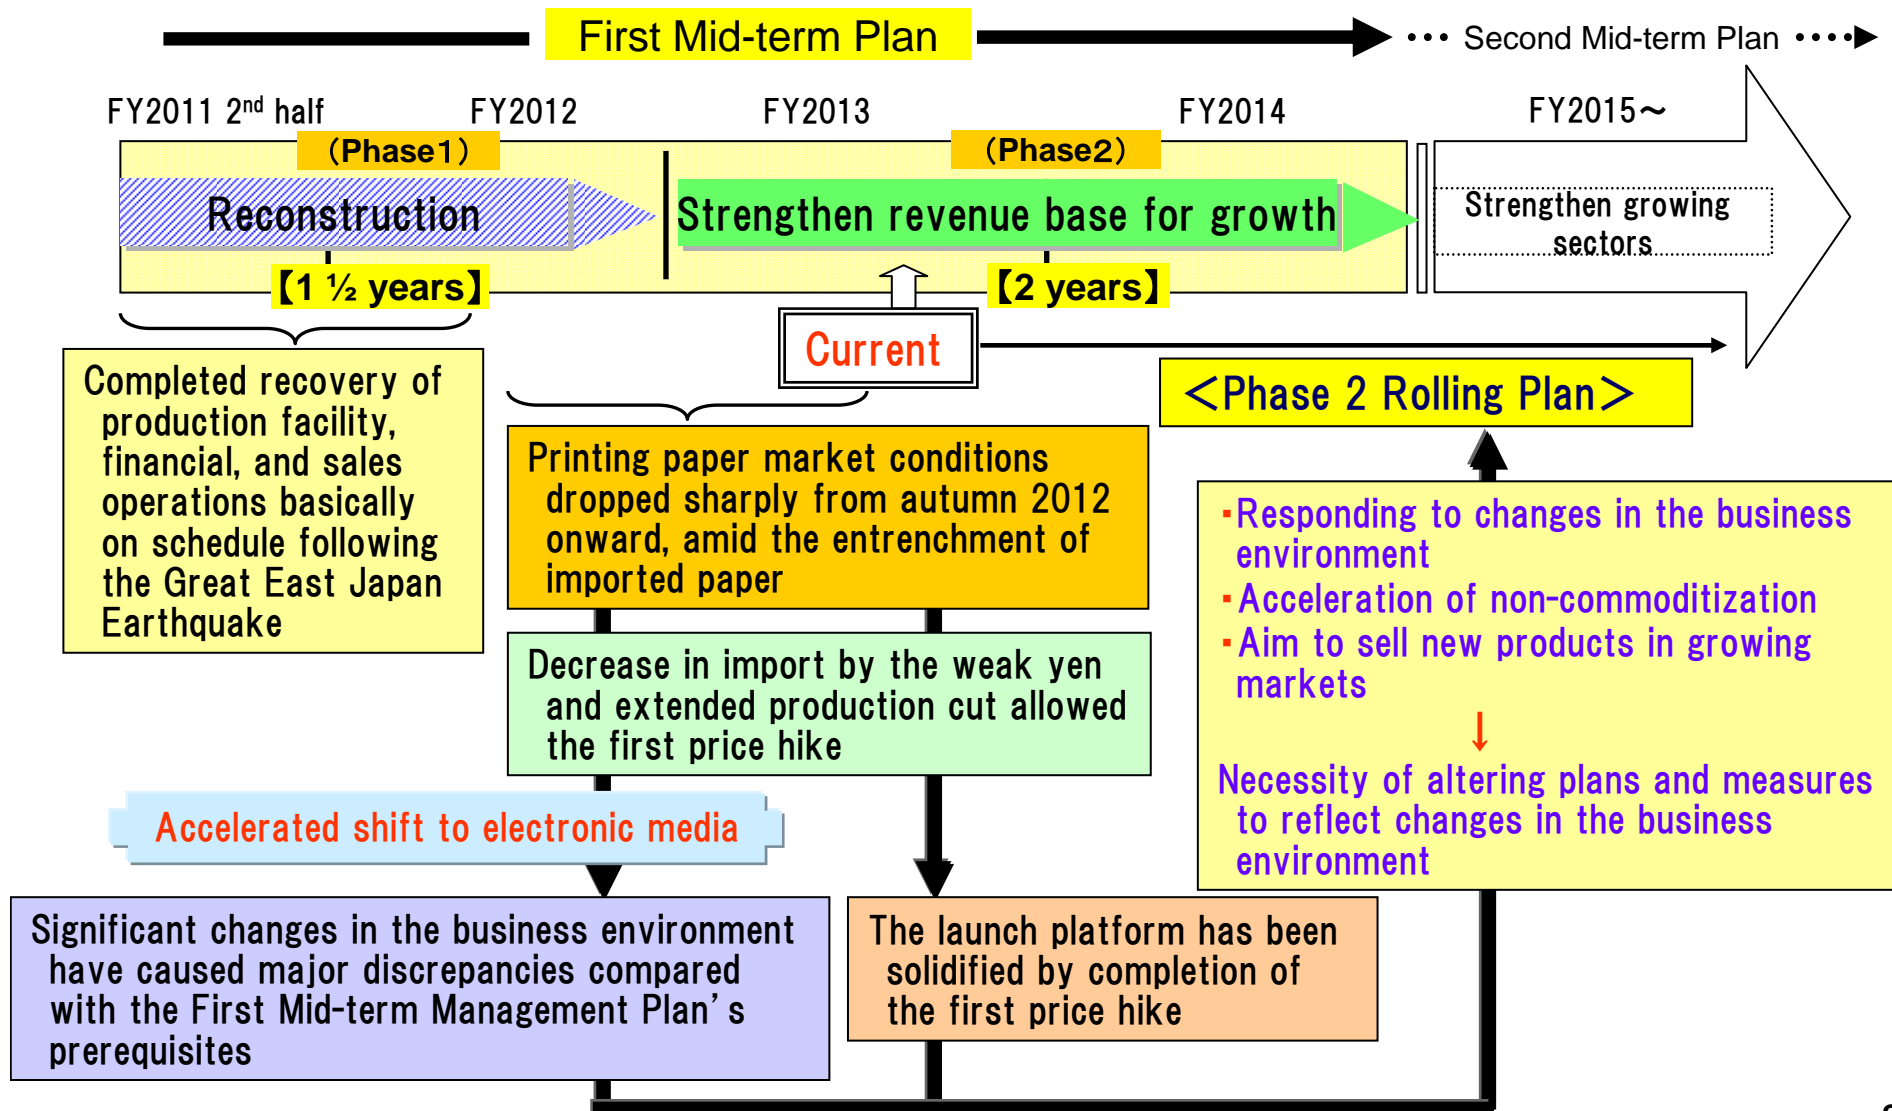 First Mid-term Plan
Second Mid-term Plan
FY2011 2nd half
FY2012
FY2013
FY2014
FY2015～
（Phase１）
（Phase２）
Reconstruction
Strengthen revenue base for growth
Strengthen growing
sectors
【1 ½ years】
【2 years】
Current
＜Phase 2 Rolling Plan＞
Completed recovery of
production facility,
financial, and sales
operations basically
on schedule following
the Great East Japan
Earthquake
Printing paper market conditions
dropped sharply from autumn 2012
onward, amid the entrenchment of
imported paper
Decrease in import by the weak yen
and extended production cut allowed
the first price hike
Accelerated shift to electronic media
Significant changes in the business environment
have caused major discrepancies compared
with the First Mid-term Management Plan’s
prerequisites
The launch platform has been
solidified by completion of
the first price hike
▪Responding to changes in the business
environment
▪Acceleration of non-commoditization
▪Aim to sell new products in growing
markets
↓
Necessity of altering plans and measures
to reflect changes in the business
environment